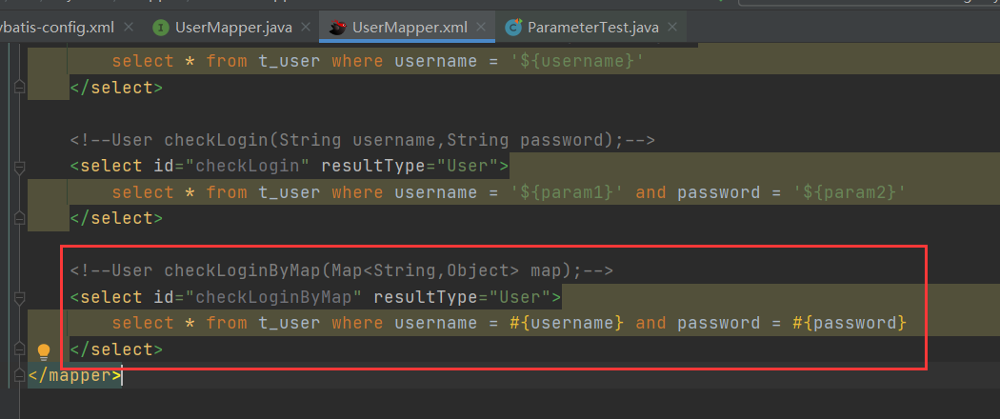 ybatis-config.xml × UserMapper.java × UserMapper.xml × ParameterTest.java ×
select * from t_user where username = '${username}'
</select>
<!--User checkLogin(String username,String password);-->
<select id="checkLogin" resultType="User">
select * from t_user where username = '${param1}' and password = '${param2}'
</select>
<!--User checkLoginByMap(Map<String,Object> map);-->
<select id="checkLoginByMap" resultType="User">
select * from t_user where username = #{username} and password = #{password}
</select>
</mapper>